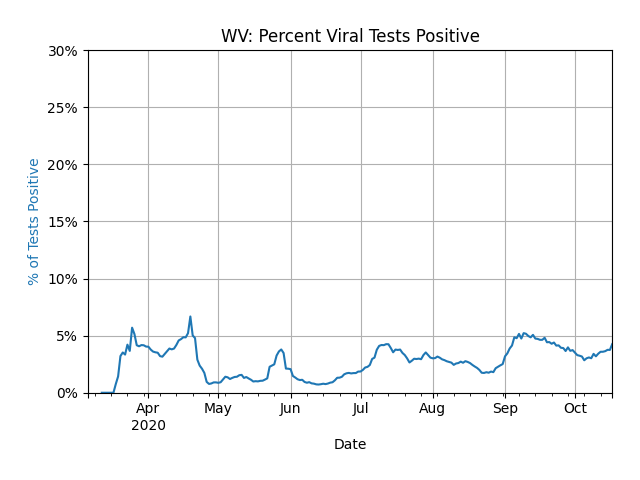 WV: Percent Viral Tests Positive
30%
25%
20%
15%
10%
5%
0%
% of Tests Positive
Apr May Jun Jul Aug Sep Oct
2020
Date